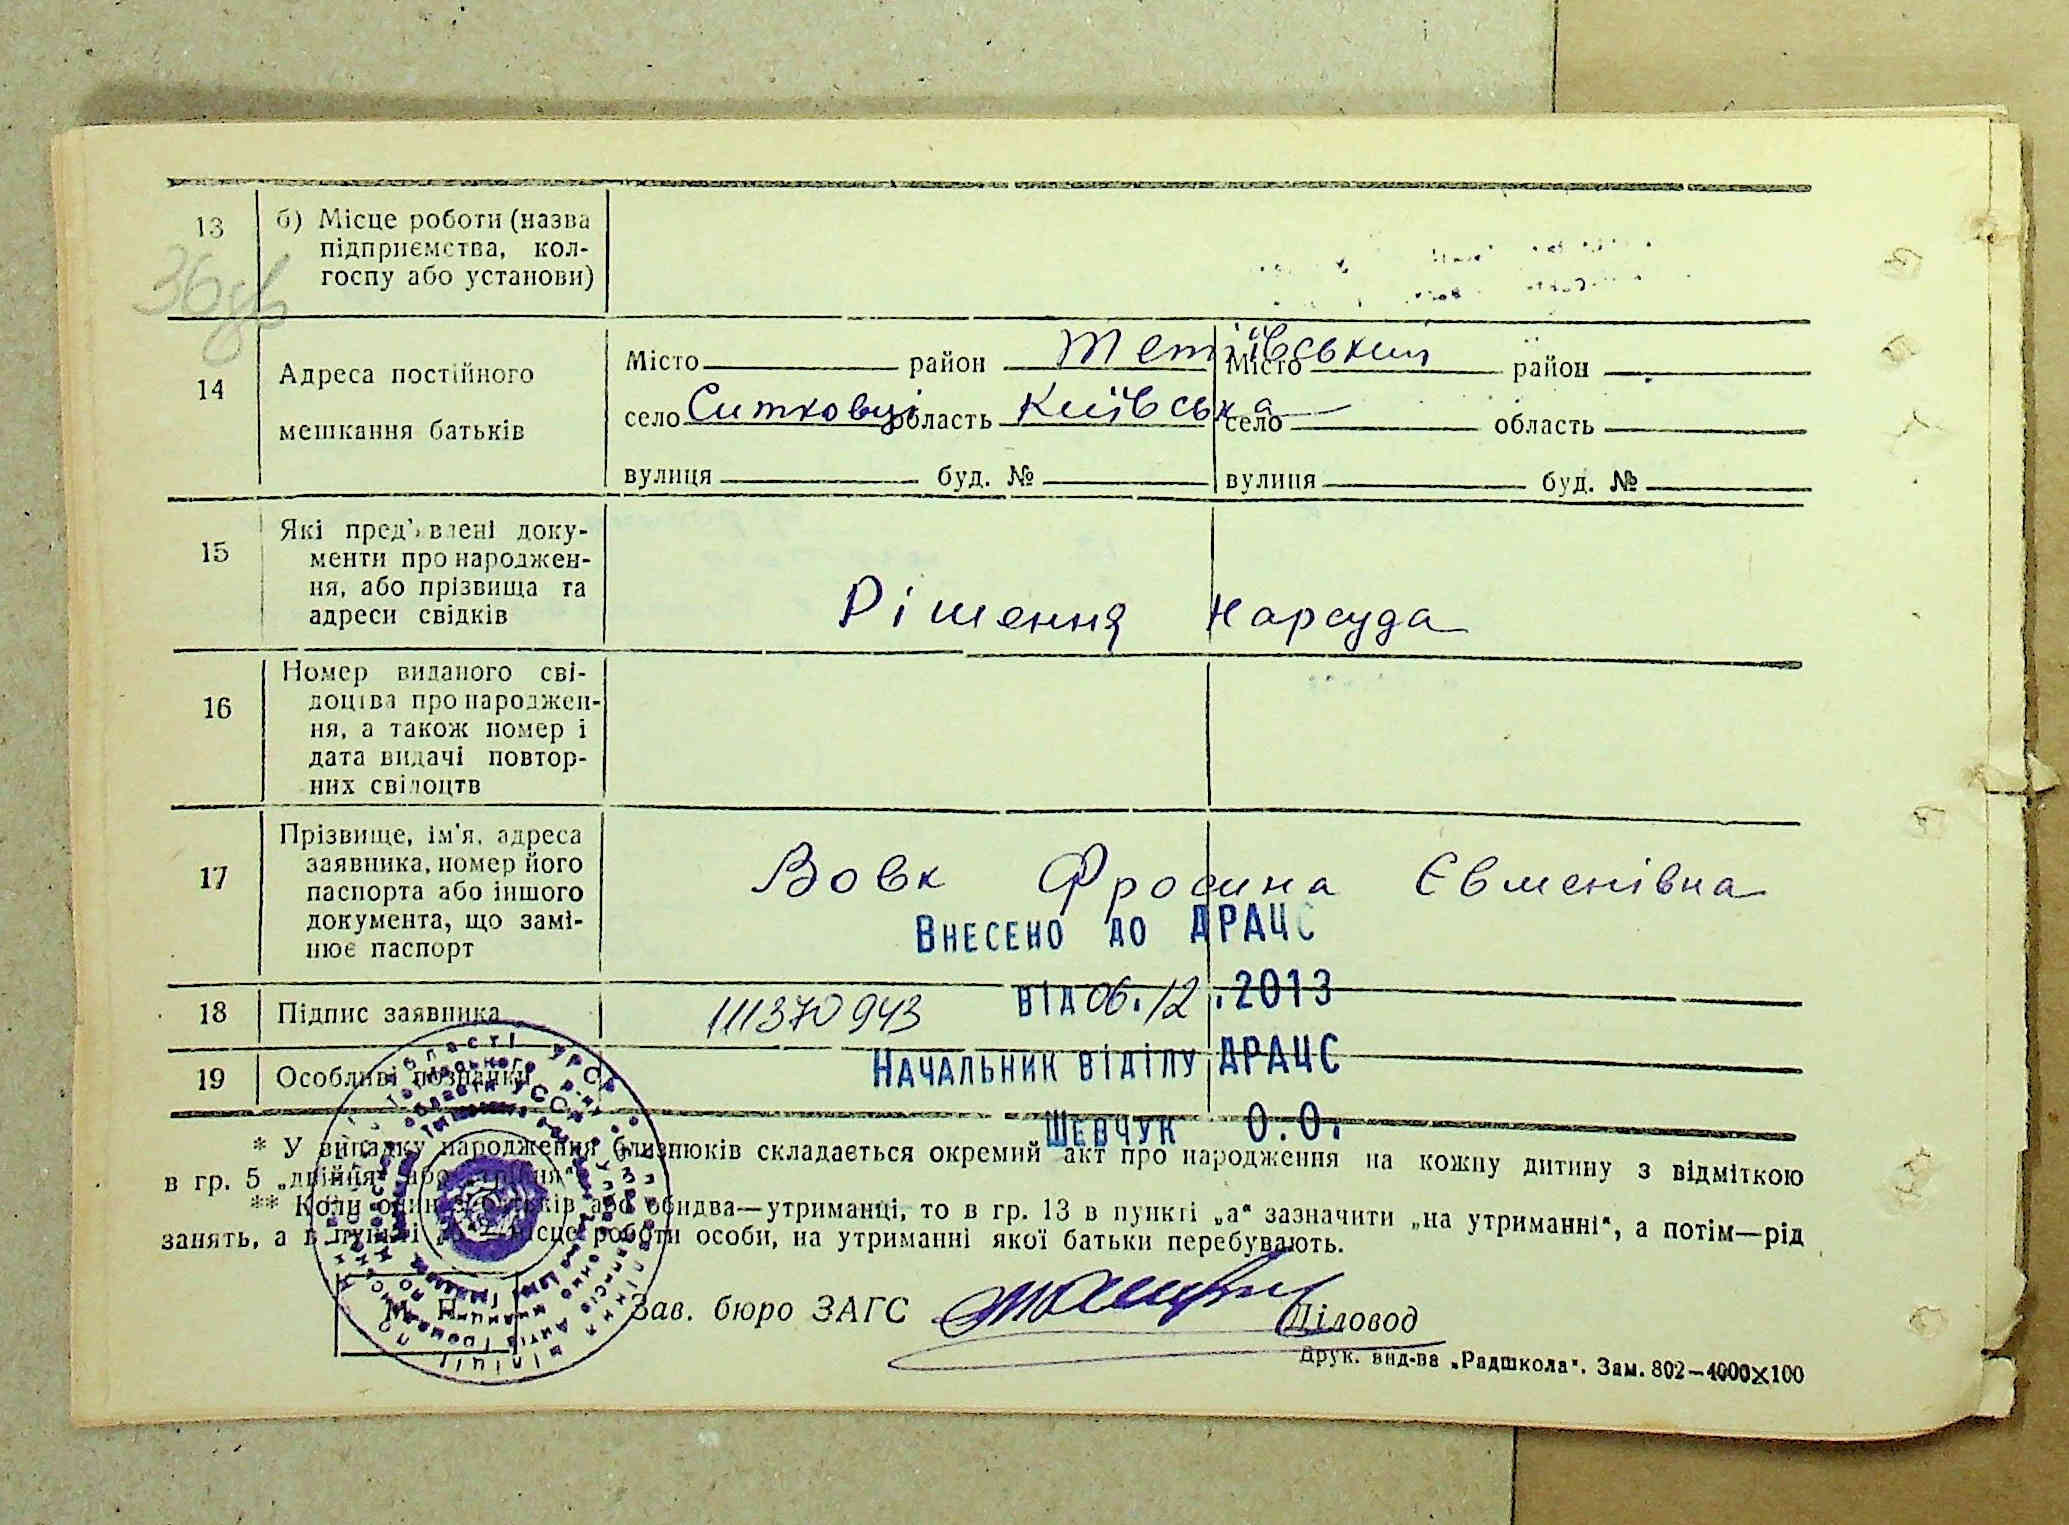 13 б) Місце роботи (назва
підприємства, кол-
госпу або установи)
36
14 Адреса постійного
мешкання батьків
Місто район Тетіївський Місто район
село Ситковці область Київська село область
вулиця буд. № вулиця буд. №
15 Які пред'явлені доку-
менти про народжен-
ня, або прізвища та
адреси свідків
Рішення нарсуда
16 Номер виданого сві-
доцтва про народжен-
ня, а також номер і
дата видачі повтор-
них свідоцтв
17 Прізвище, ім'я, адреса
заявника, номер його
паспорта або іншого
документа, що замі-
нює паспорт
Вовк Фросина Євменівна
Внесено до ДРАЦС
від 06.12.2013
18 Підпис заявника 111370943
Начальник відділу ДРАЦС
19 Особливі познаки
Шевчук О.О.
* У випадку народження близнюків складається окремий акт про народження на кожну дитину з відміткою
в гр. 5 „двійня" або
** Коли один з батьків або обидва—утриманці, то в гр. 13 в пункті „а" зазначити „на утриманні", а потім—рід
занять, а в пункті місце роботи особи, на утриманні якої батьки перебувають.
М. П. Зав. бюро ЗАГС Діловод
Друк. вид-ва „Радшкола". Зам. 802—4000×100